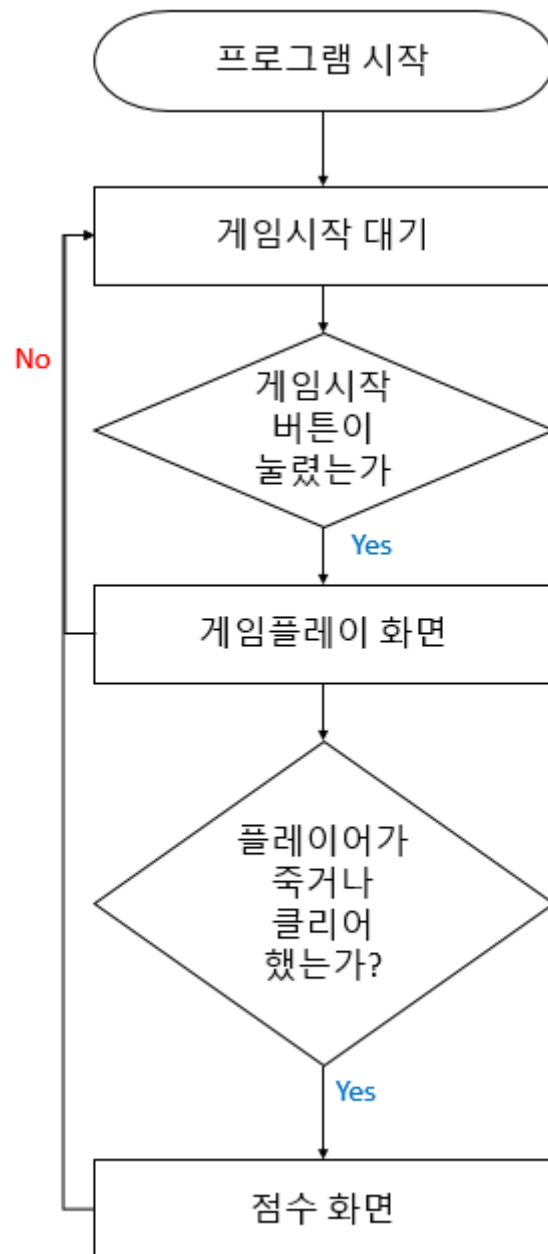 프로그램 시작
게임시작 대기
No
게임시작
버튼이
눌렸는가
Yes
게임플레이 화면
플레이어가
죽거나
클리어
했는가?
Yes
점수 화면